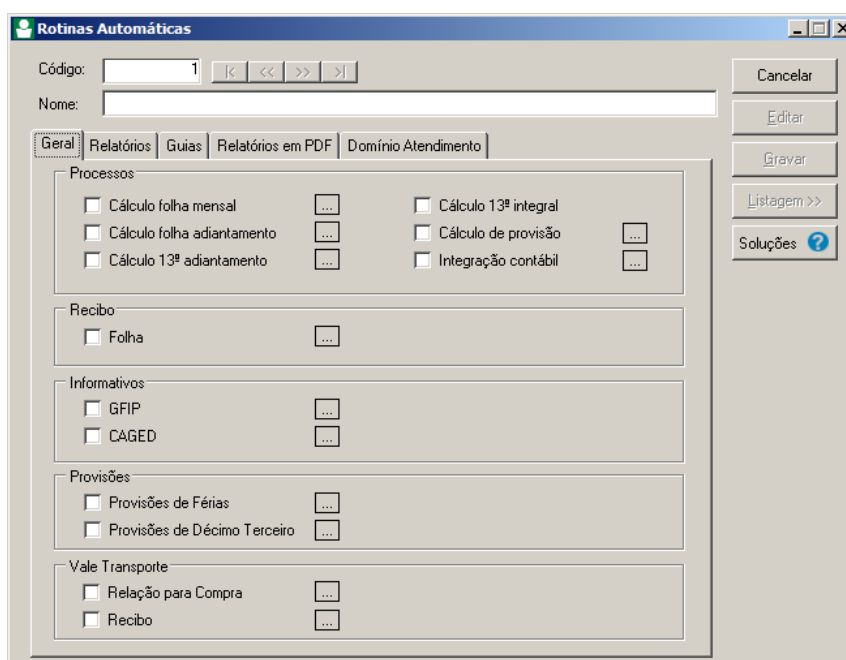 Rotinas Automáticas
Código: 1 |< << >> >|
Nome:
Cancelar
Editar
Gravar
Listagem >>
Soluções ?
Geral Relatórios Guias Relatórios em PDF Domínio Atendimento
Processos
Cálculo folha mensal ... Cálculo 13º integral
Cálculo folha adiantamento ... Cálculo de provisão ...
Cálculo 13º adiantamento ... Integração contábil ...
Recibo
Folha ...
Informativos
GFIP ...
CAGED ...
Provisões
Provisões de Férias ...
Provisões de Décimo Terceiro ...
Vale Transporte
Relação para Compra ...
Recibo ...